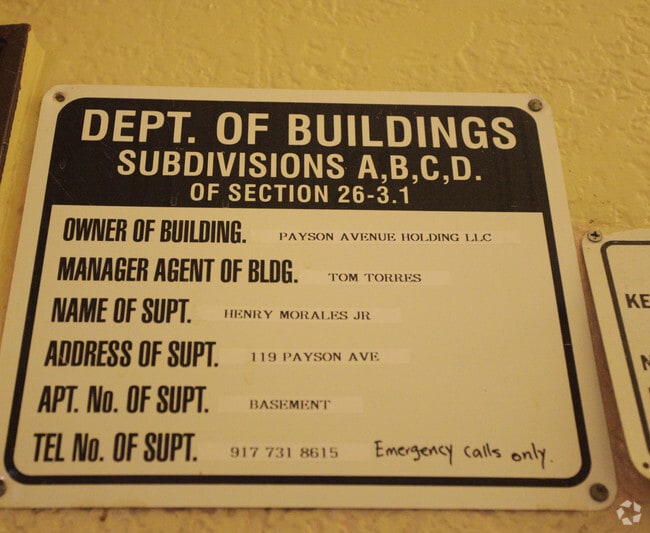 DEPT. OF BUILDINGS
SUBDIVISIONS A,B,C,D.
OF SECTION 26-3.1
OWNER OF BUILDING. PAYSON AVENUE HOLDING LLC
MANAGER AGENT OF BLDG. TOM TORRES
NAME OF SUPT. HENRY MORALES JR
ADDRESS OF SUPT. 119 PAYSON AVE
APT. No. OF SUPT. BASEMENT
TEL No. OF SUPT. 917 731 8615 Emergency calls only.